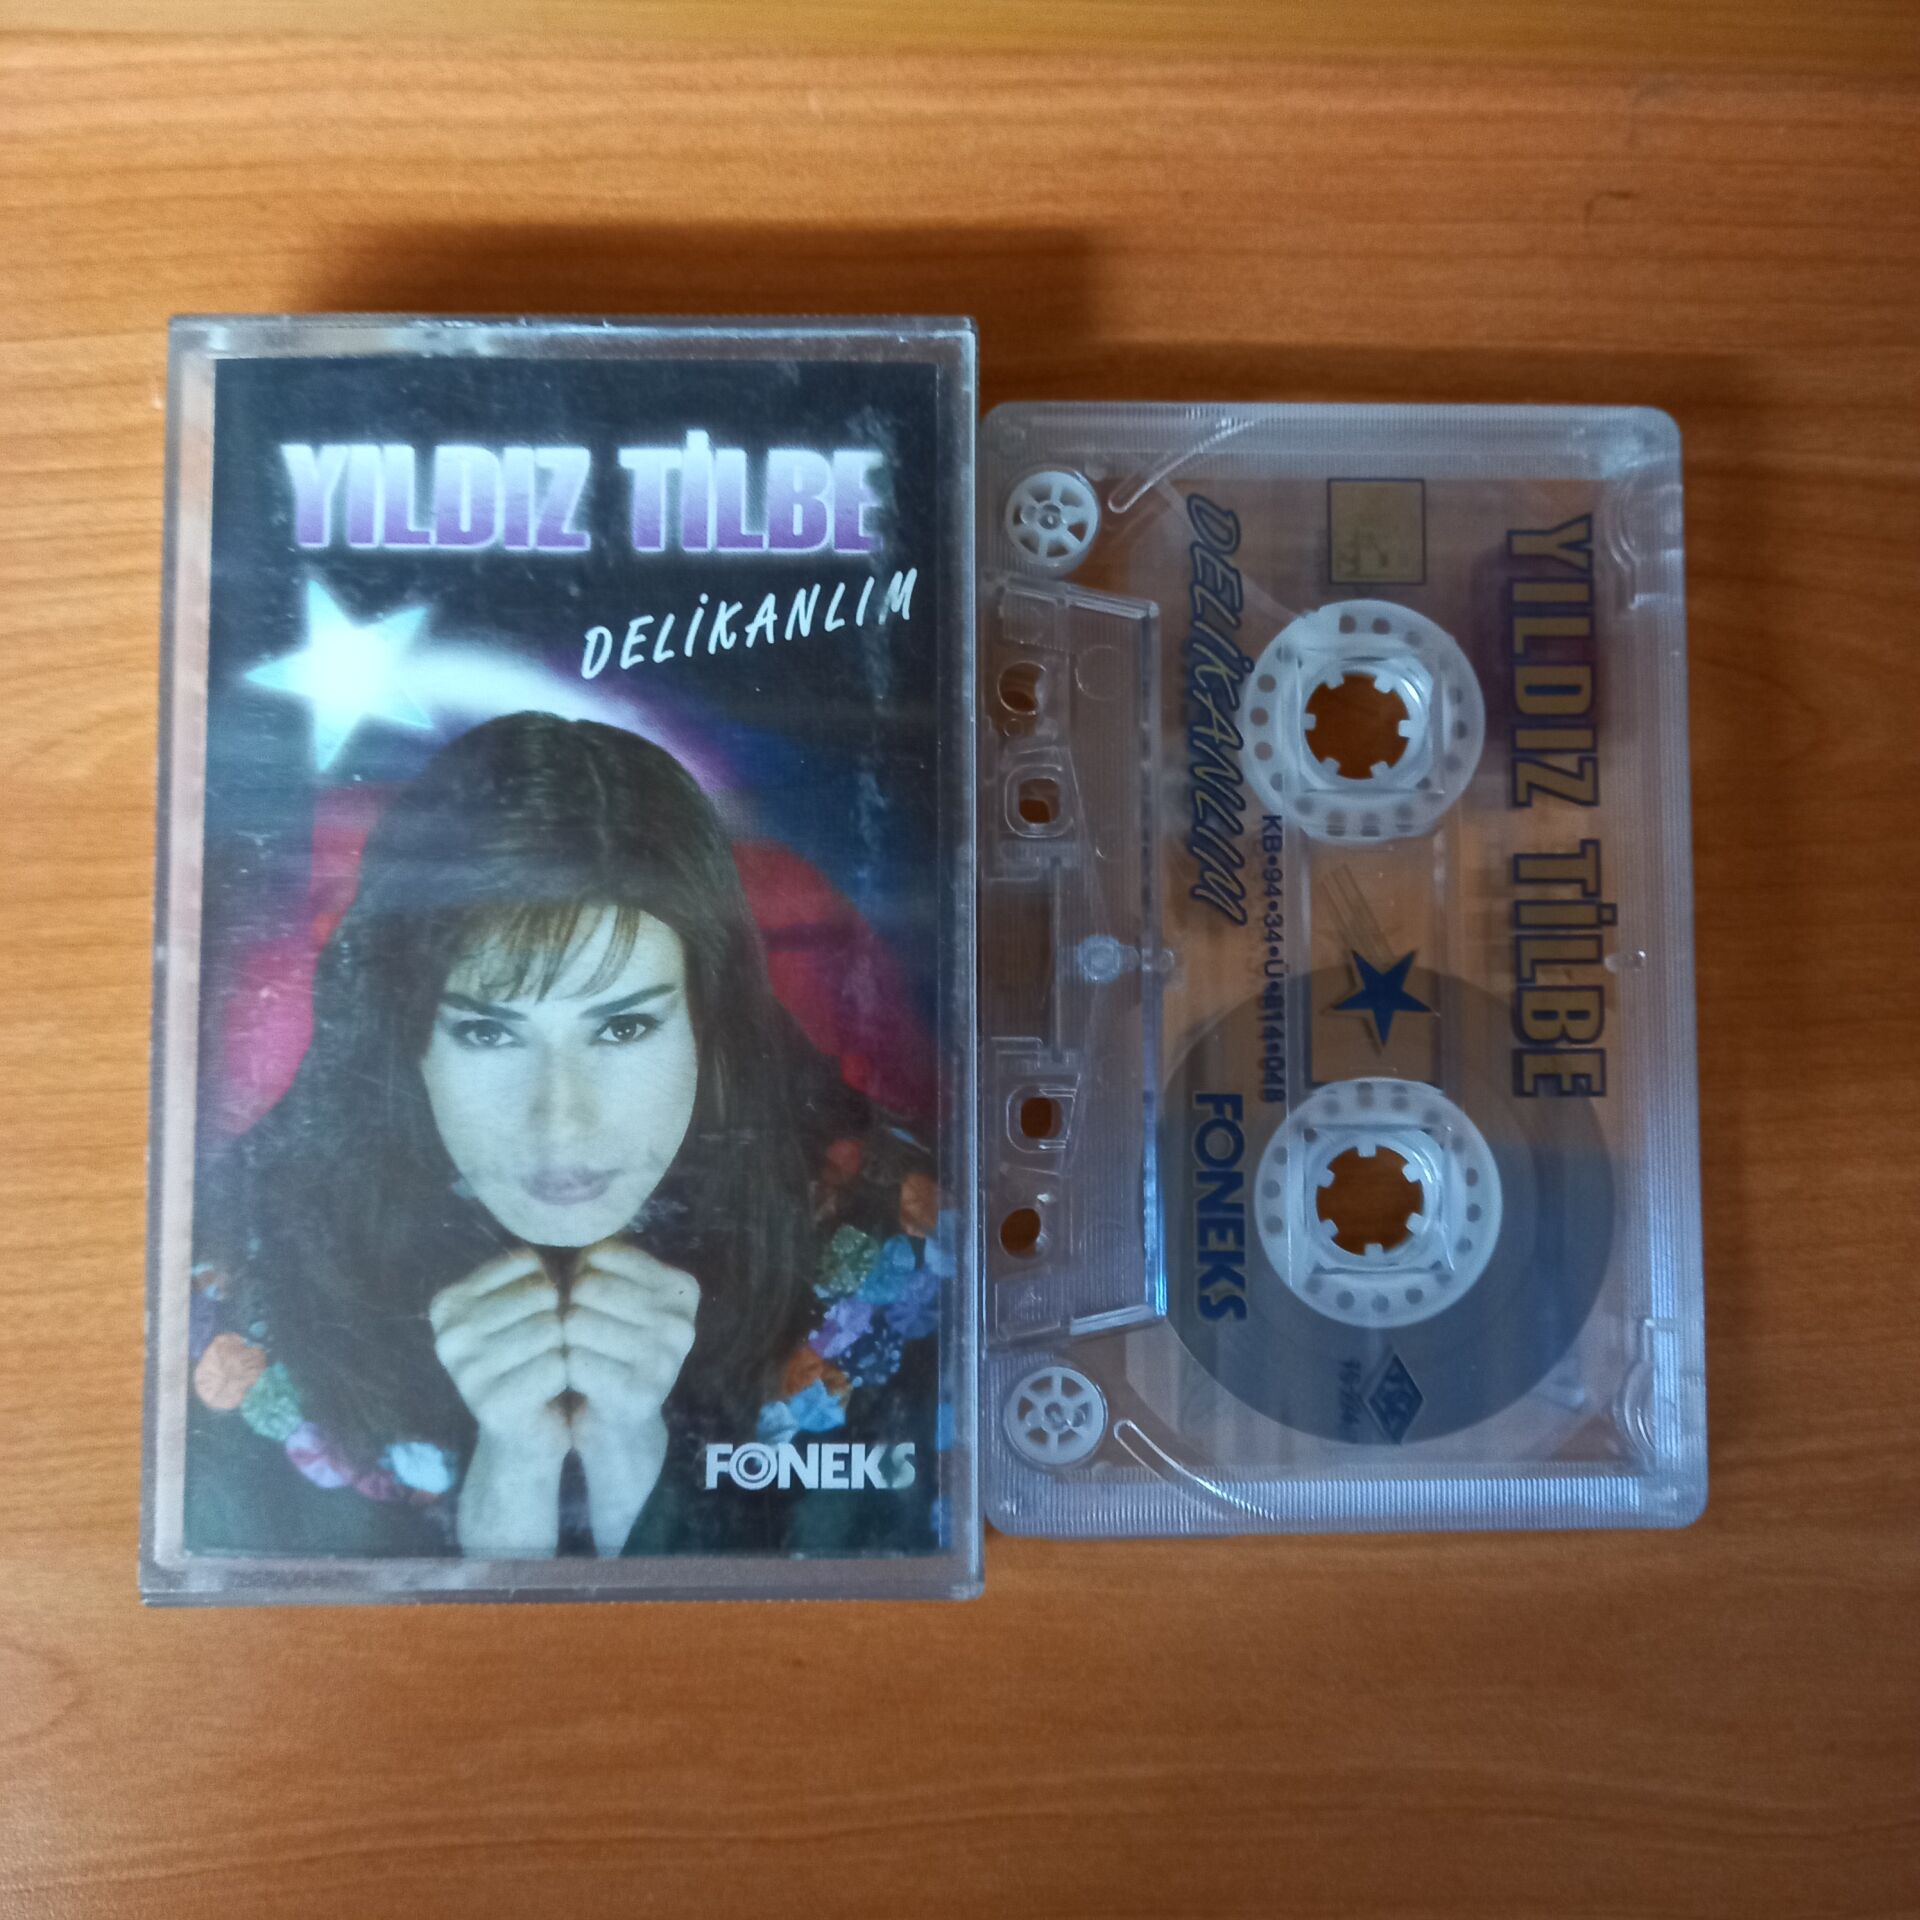 YILDIZ TİLBE
DELİKANLIM
FONEKS
YILDIZ TİLBE
KB•94•34•Ü•814•048
DELİKANLIM
FONEKS